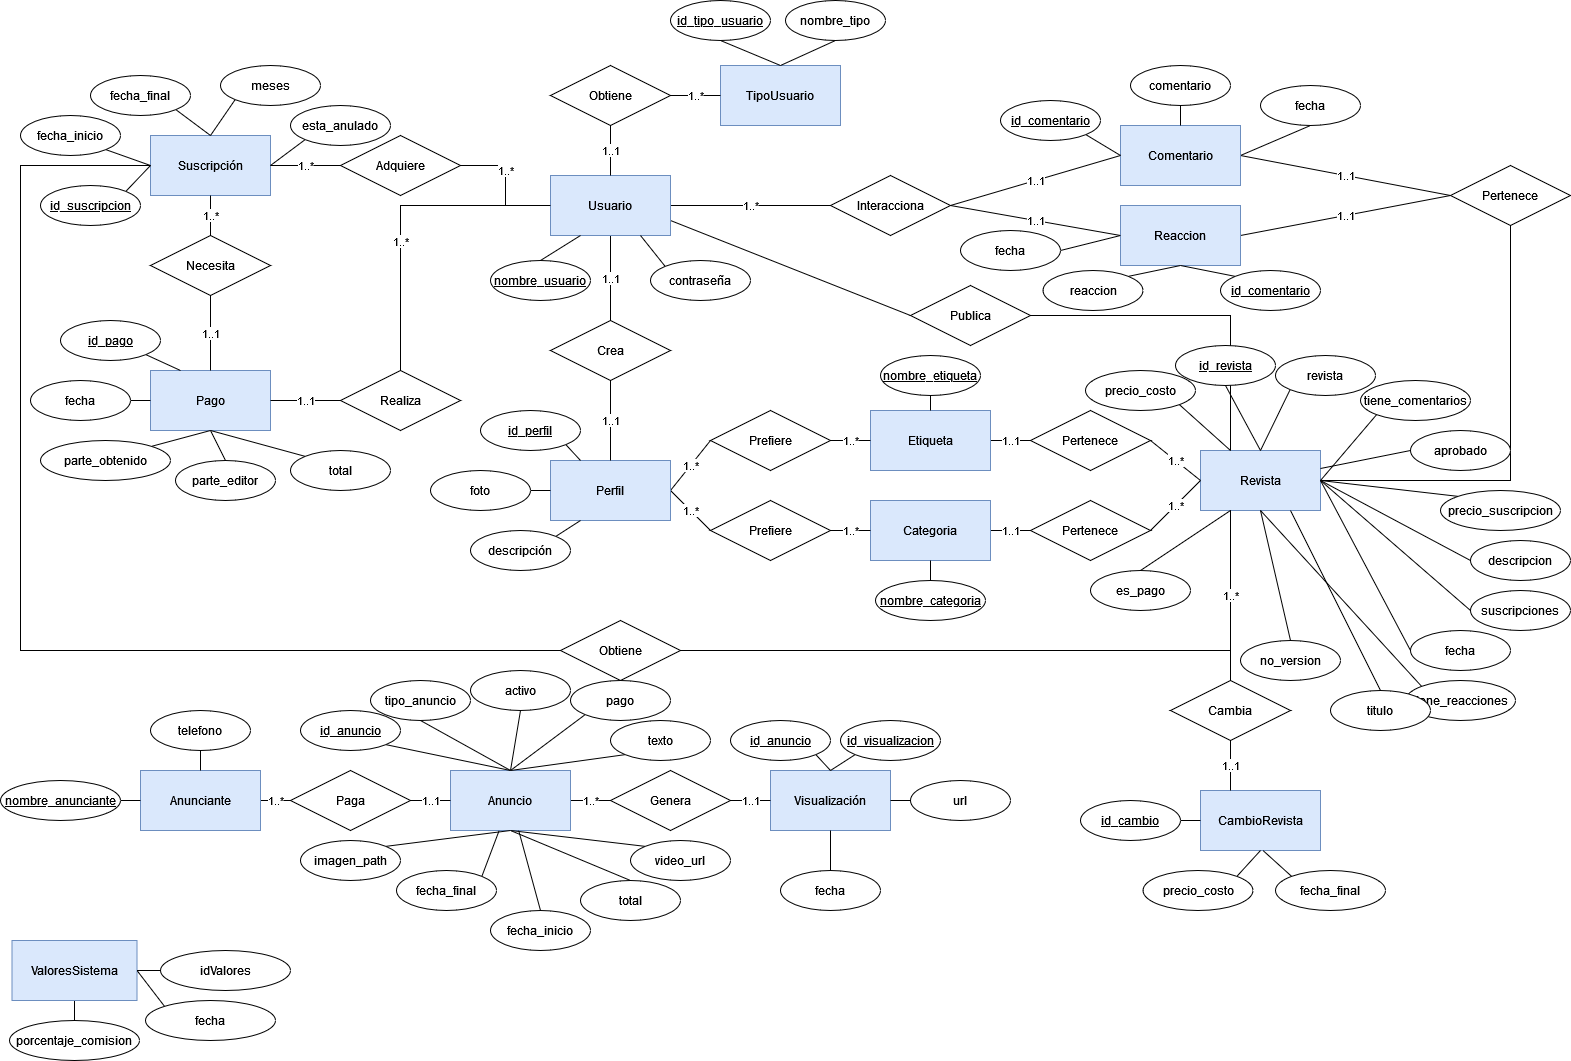 id_tipo_usuario
nombre_tipo
Obtiene
1..*
TipoUsuario
1..1
fecha_final
meses
fecha_inicio
esta_anulado
Suscripción
1..*
Adquiere
1..*
id_suscripcion
1..*
Necesita
1..1
Usuario
1..*
Interacciona
1..1
1..1
comentario
id_comentario
fecha
Comentario
1..1
Pertenece
Reaccion
1..1
fecha
reaccion
id_comentario
1..*
nombre_usuario
1..1
contraseña
Publica
id_pago
fecha
Pago
1..1
Realiza
parte_obtenido
parte_editor
total
Crea
1..1
id_perfil
foto
Perfil
descripción
nombre_etiqueta
1..*
Prefiere
1..*
Etiqueta
1..1
Pertenece
1..*
1..*
Prefiere
1..*
Categoria
1..1
Pertenece
1..*
nombre_categoria
id_revista
revista
precio_costo
tiene_comentarios
aprobado
Revista
precio_suscripcion
descripcion
suscripciones
es_pago
1..*
fecha
no_version
titulo
ne_reacciones
Obtiene
Cambia
1..1
id_cambio
CambioRevista
precio_costo
fecha_final
telefono
nombre_anunciante
Anunciante
1..*
Paga
1..1
tipo_anuncio
activo
pago
id_anuncio
texto
Anuncio
1..*
Genera
1..1
imagen_path
fecha_final
fecha_inicio
total
video_url
id_anuncio
id_visualizacion
Visualización
url
fecha
ValoresSistema
idValores
fecha
porcentaje_comision